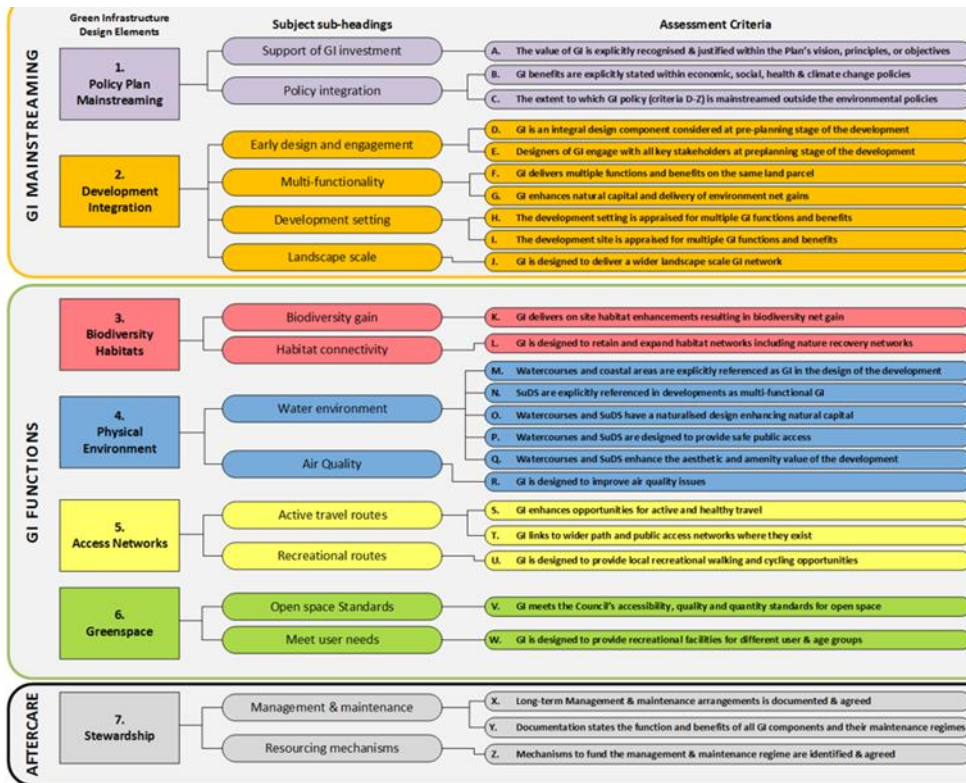 Green Infrastructure
Design Elements
Subject sub-headings
Assessment Criteria
GI MAINSTREAMING
1.
Policy Plan
Mainstreaming
Support of GI investment
Policy integration
A. The value of GI is explicitly recognised & justified within the Plan's vision, principles, or objectives
B. GI benefits are explicitly stated within economic, social, health & climate change policies
C. The extent to which GI policy (criteria D-Z) is mainstreamed outside the environmental policies
2.
Development
Integration
Early design and engagement
Multi-functionality
Development setting
Landscape scale
D. GI is an integral design component considered at pre-planning stage of the development
E. Designers of GI engage with all key stakeholders at preplanning stage of the development
F. GI delivers multiple functions and benefits on the same land parcel
G. GI enhances natural capital and delivery of environment net gains
H. The development setting is appraised for multiple GI functions and benefits
I. The development site is appraised for multiple GI functions and benefits
J. GI is designed to deliver a wider landscape scale GI network
GI FUNCTIONS
3.
Biodiversity
Habitats
Biodiversity gain
Habitat connectivity
K. GI delivers on site habitat enhancements resulting in biodiversity net gain
L. GI is designed to retain and expand habitat networks including nature recovery networks
4.
Physical
Environment
Water environment
Air Quality
M. Watercourses and coastal areas are explicitly referenced as GI in the design of the development
N. SuDS are explicitly referenced in developments as multi-functional GI
O. Watercourses and SuDS have a naturalised design enhancing natural capital
P. Watercourses and SuDS are designed to provide safe public access
Q. Watercourses and SuDS enhance the aesthetic and amenity value of the development
R. GI is designed to improve air quality issues
5.
Access Networks
Active travel routes
Recreational routes
S. GI enhances opportunities for active and healthy travel
T. GI links to wider path and public access networks where they exist
U. GI is designed to provide local recreational walking and cycling opportunities
6.
Greenspace
Open space Standards
Meet user needs
V. GI meets the Council's accessibility, quality and quantity standards for open space
W. GI is designed to provide recreational facilities for different user & age groups
AFTERCARE
7.
Stewardship
Management & maintenance
Resourcing mechanisms
X. Long-term Management & maintenance arrangements is documented & agreed
Y. Documentation states the function and benefits of all GI components and their maintenance regimes
Z. Mechanisms to fund the management & maintenance regime are identified & agreed